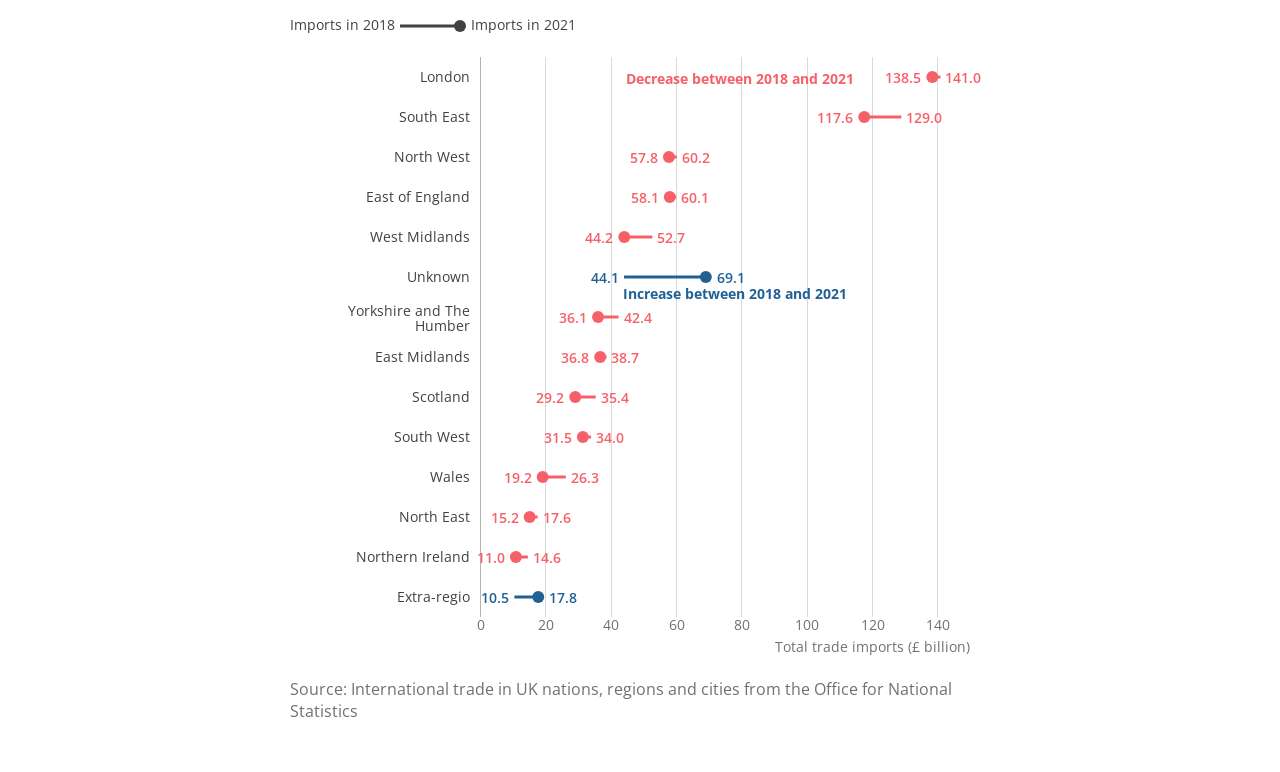 Imports in 2018 Imports in 2021
London Decrease between 2018 and 2021 138.5 141.0
South East 117.6 129.0
North West 57.8 60.2
East of England 58.1 60.1
West Midlands 44.2 52.7
Unknown 44.1 69.1
Increase between 2018 and 2021
Yorkshire and The
Humber 36.1 42.4
East Midlands 36.8 38.7
Scotland 29.2 35.4
South West 31.5 34.0
Wales 19.2 26.3
North East 15.2 17.6
Northern Ireland 11.0 14.6
Extra-regio 10.5 17.8
0 20 40 60 80 100 120 140
Total trade imports (£ billion)
Source: International trade in UK nations, regions and cities from the Office for National
Statistics